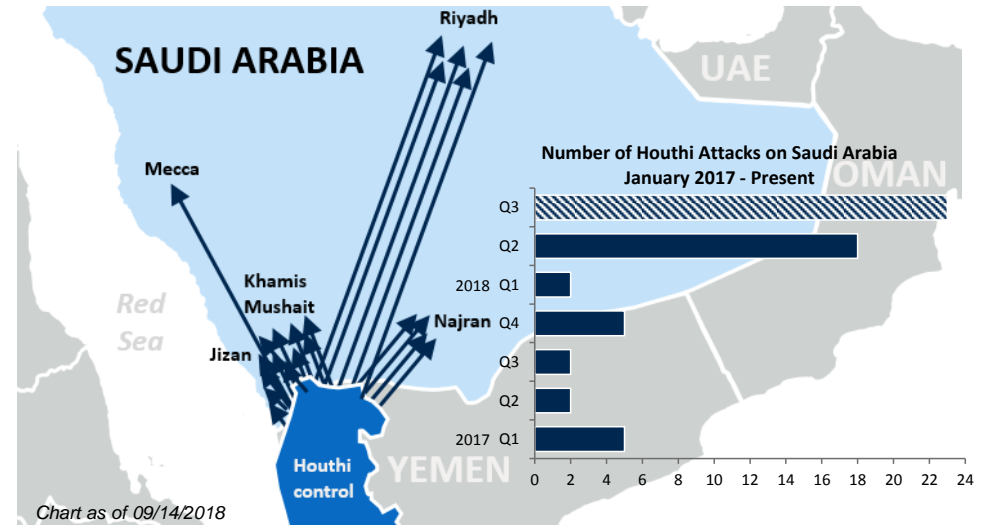 Riyadh
SAUDI ARABIA
UAE
Mecca
Number of Houthi Attacks on Saudi Arabia
January 2017 - Present
OMAN
Q3
Q2
2018 Q1
Q4
Q3
Q2
2017 Q1
0 2 4 6 8 10 12 14 16 18 20 22 24
Khamis
Mushait
Red
Sea
Najran
Jizan
Houthi
control
YEMEN
Chart as of 09/14/2018